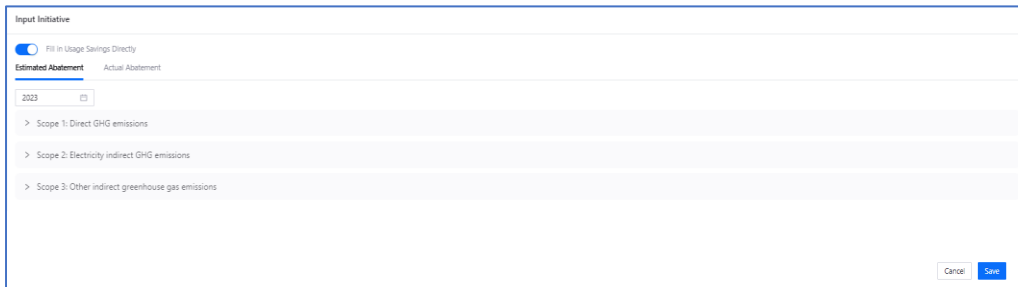 Input Initiative
Fill in Usage Savings Directly
Estimated Abatement Actual Abatement
2023
Scope 1: Direct GHG emissions
Scope 2: Electricity indirect GHG emissions
Scope 3: Other indirect greenhouse gas emissions
Cancel Save